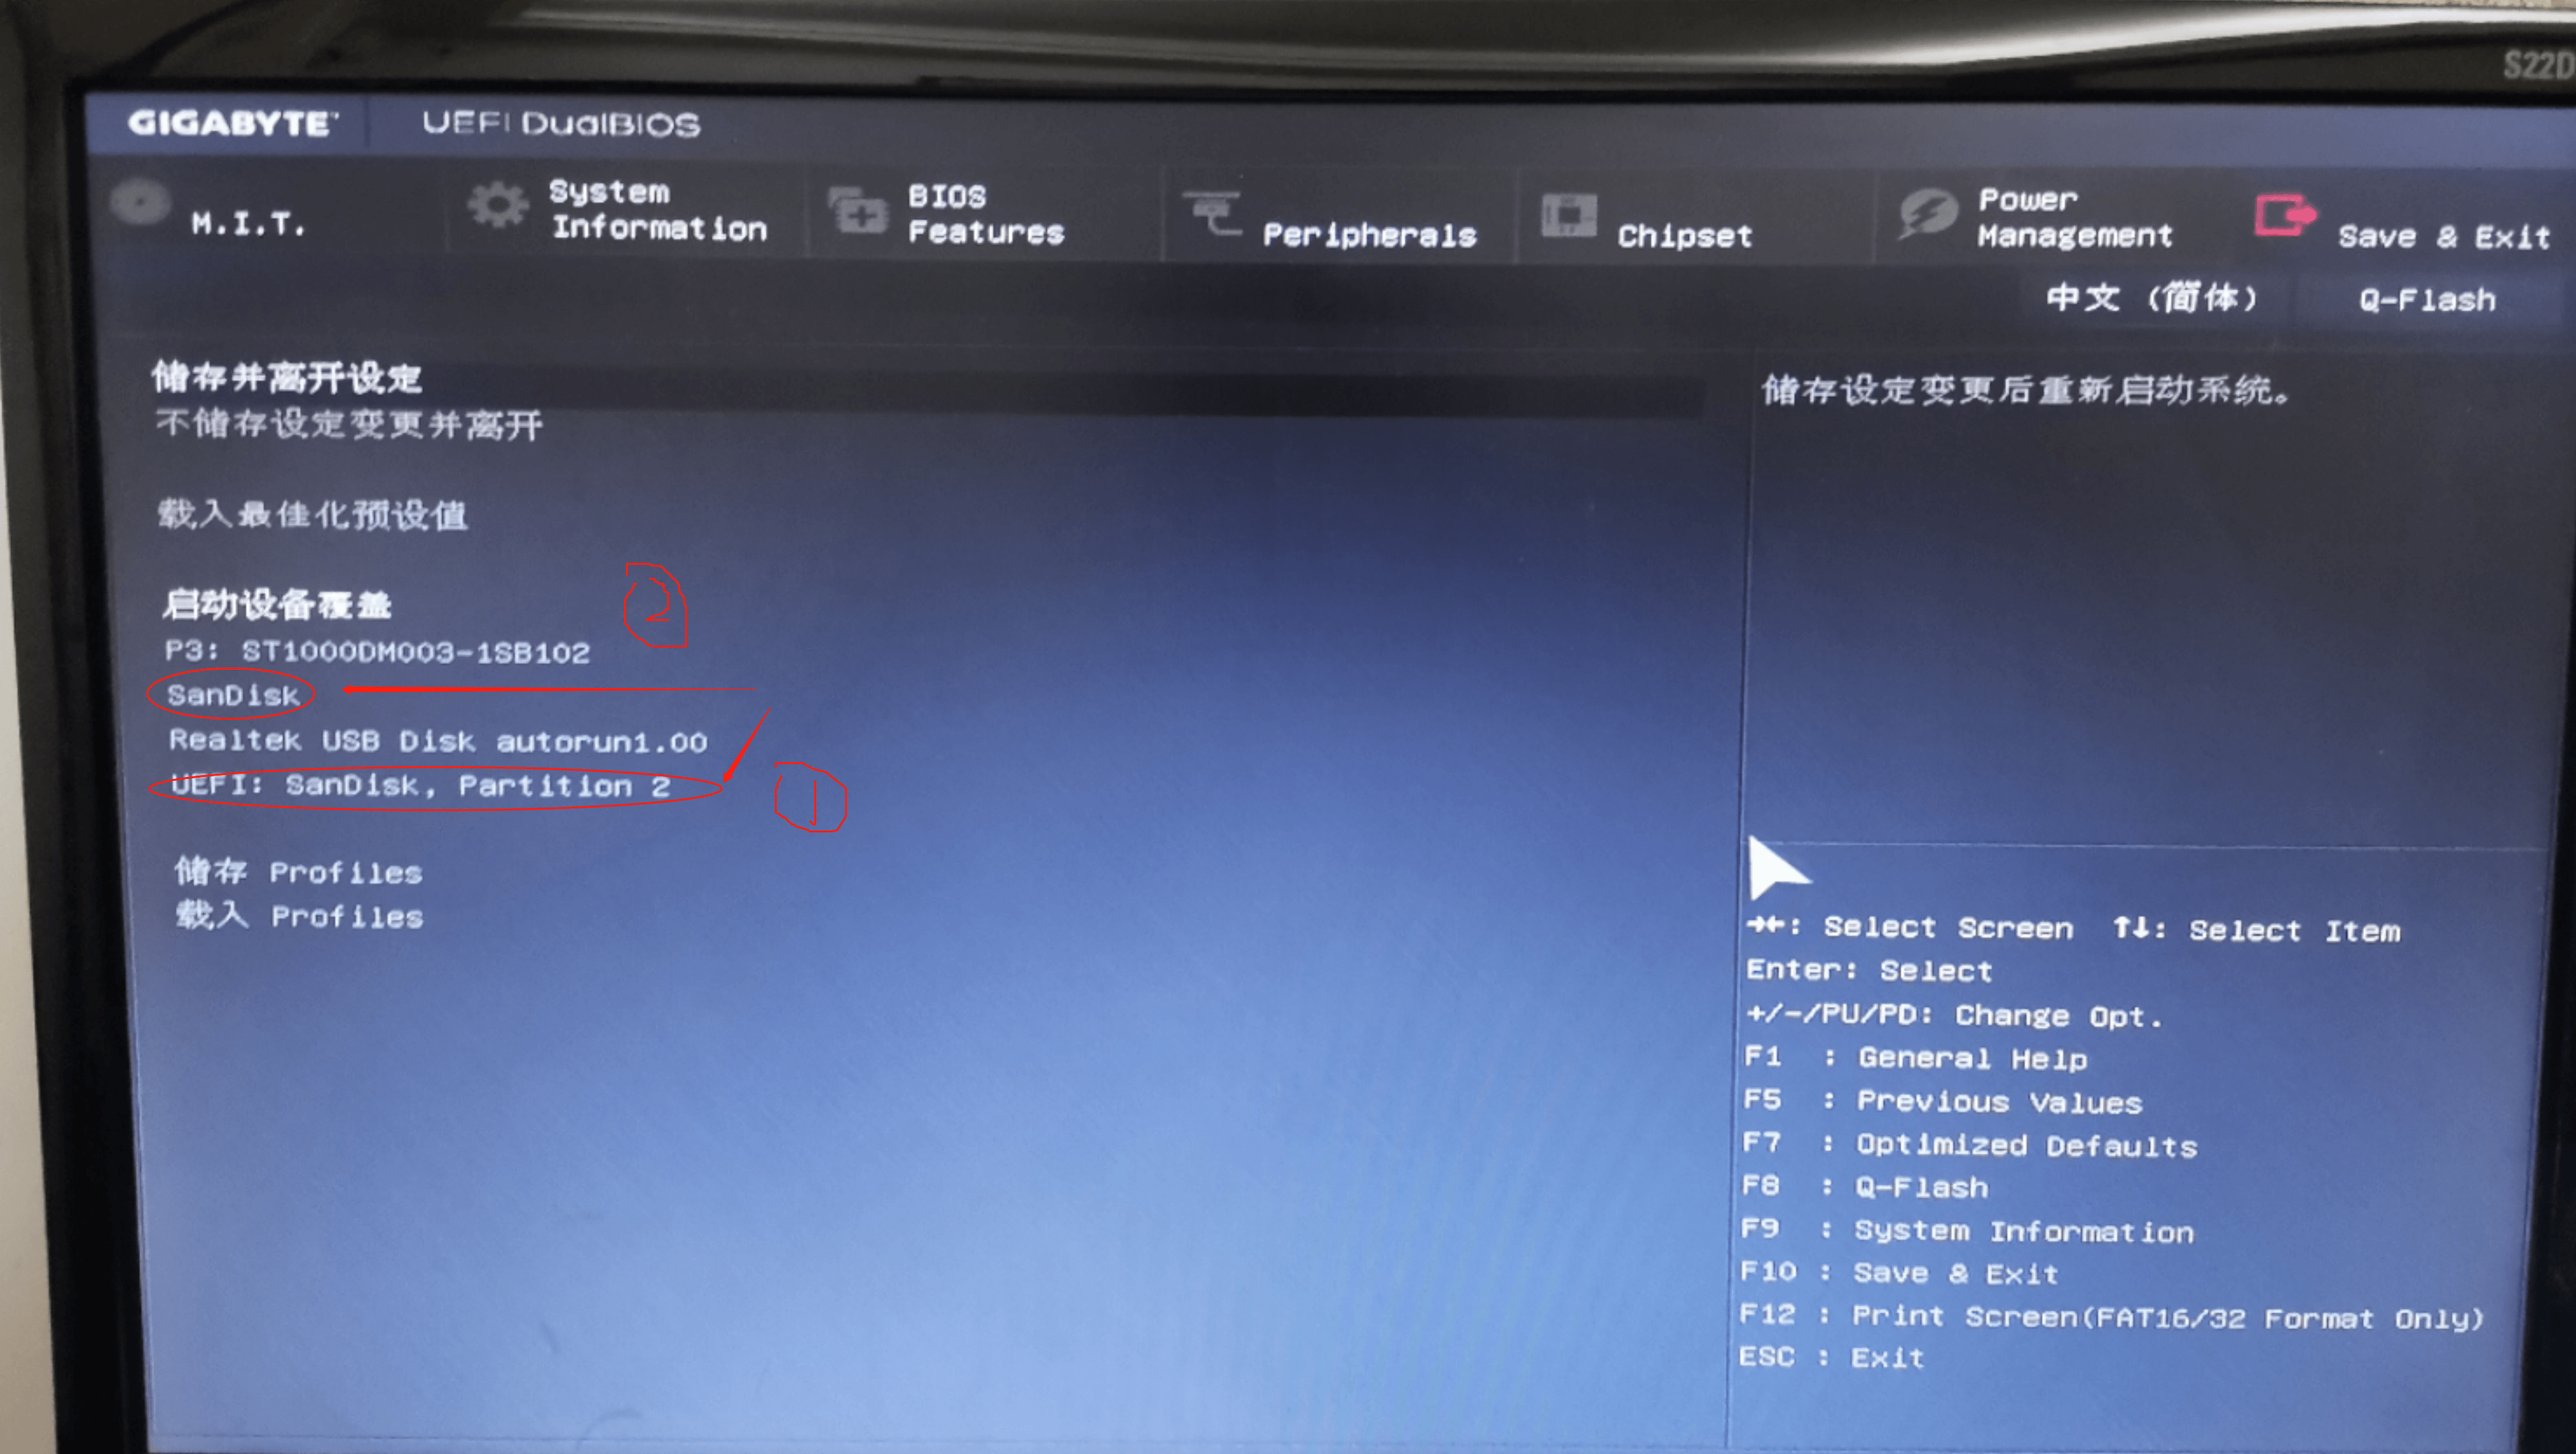 S22D
GIGABYTE™
UEFI DualBIOS
M.I.T.
System
Information
BIOS
Features
Peripherals
Chipset
Power
Management
Save & Exit
中文 (简体)
Q-Flash
储存并离开设定
不储存设定变更并离开
载入最佳化预设值
启动设备覆盖
②
P3: ST1000DM003-1SB102
SanDisk
Realtek USB Disk autorun1.00
UEFI: SanDisk, Partition 2
①
储存 Profiles
载入 Profiles
储存设定变更后重新启动系统。
→←: Select Screen ↑↓: Select Item
Enter: Select
+/-/PU/PD: Change Opt.
F1 : General Help
F5 : Previous Values
F7 : Optimized Defaults
F8 : Q-Flash
F9 : System Information
F10 : Save & Exit
F12 : Print Screen(FAT16/32 Format Only)
ESC : Exit